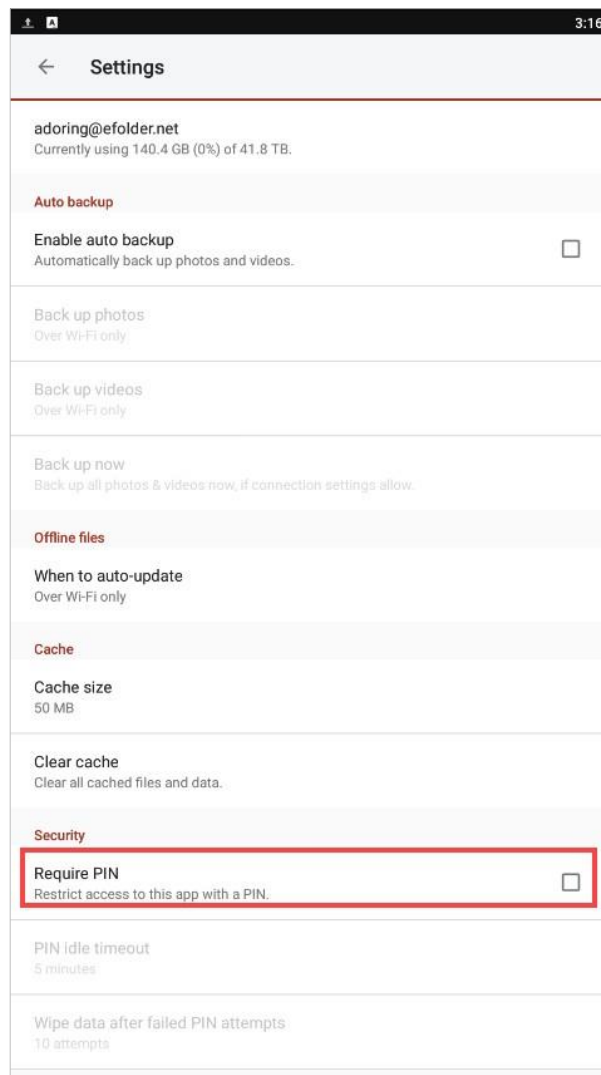 A
3:16
Settings
adoring@efolder.net
Currently using 140.4 GB (0%) of 41.8 TB.
Auto backup
Enable auto backup
Automatically back up photos and videos.
Back up photos
Over Wi-Fi only
Back up videos
Over Wi-Fi only
Back up now
Back up all photos & videos now, if connection settings allow.
Offline files
When to auto-update
Over Wi-Fi only
Cache
Cache size
50 MB
Clear cache
Clear all cached files and data.
Security
Require PIN
Restrict access to this app with a PIN.
PIN idle timeout
5 minutes
Wipe data after failed PIN attempts
10 attempts